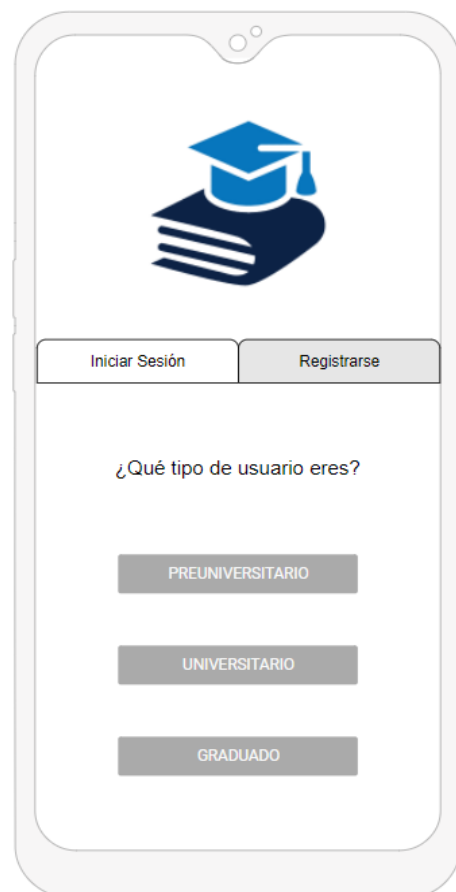 Iniciar Sesión
Registrarse
¿Qué tipo de usuario eres?
PREUNIVERSITARIO
UNIVERSITARIO
GRADUADO